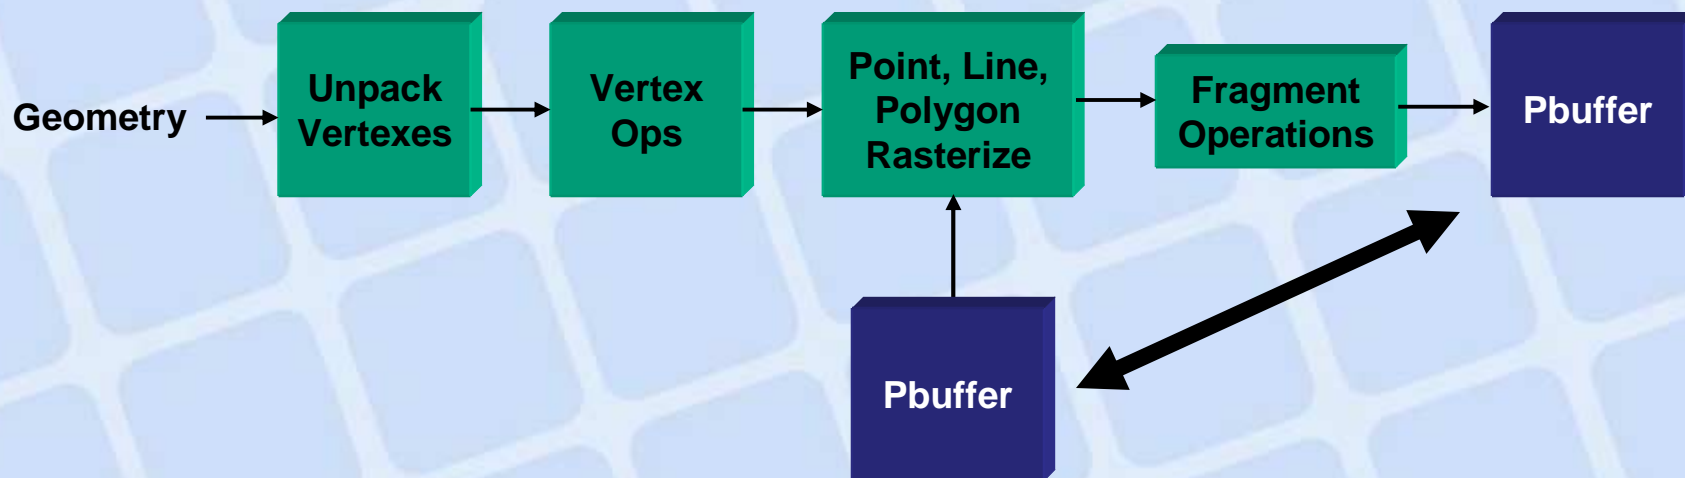 Geometry
Unpack
Vertexes
Vertex
Ops
Point, Line,
Polygon
Rasterize
Fragment
Operations
Pbuffer
Pbuffer